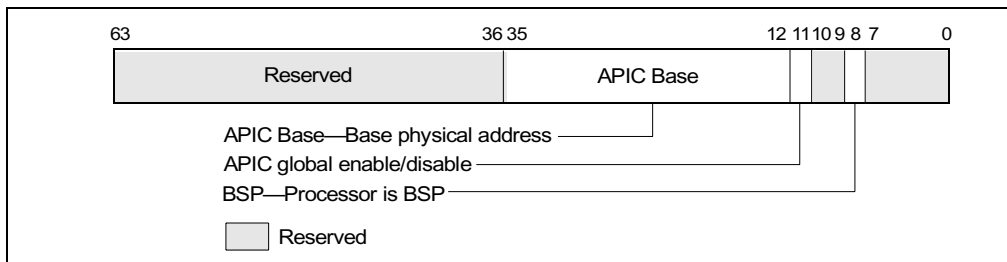 63 36 35 12 11 10 9 8 7 0
Reserved APIC Base
APIC Base—Base physical address
APIC global enable/disable
BSP—Processor is BSP
Reserved